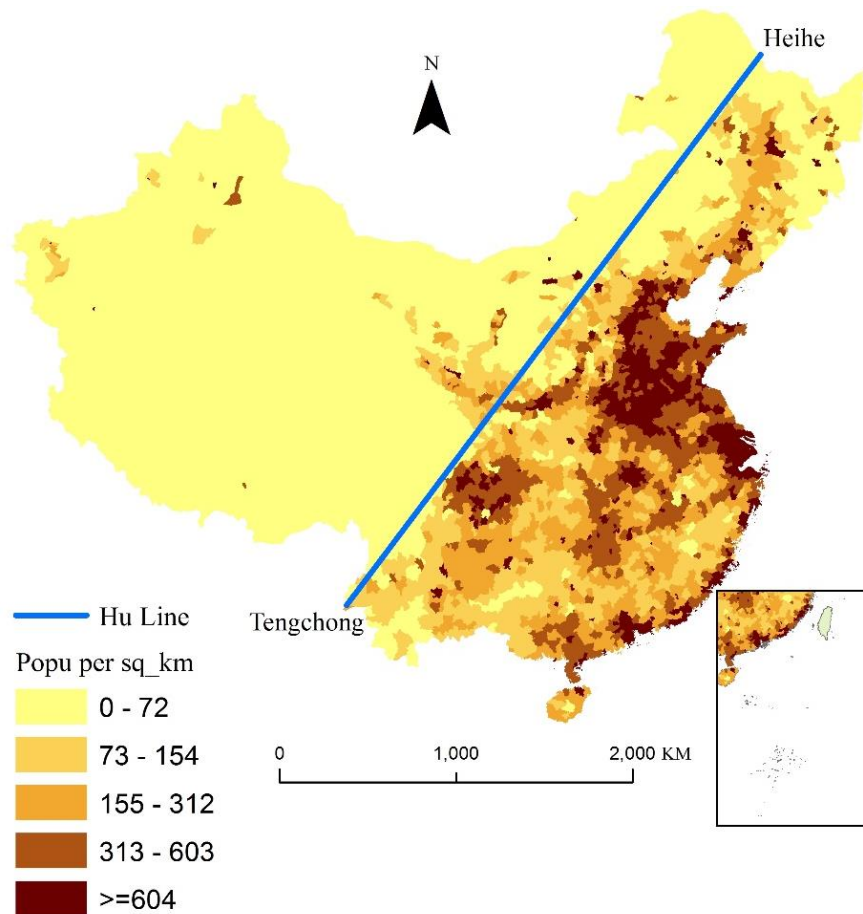 Heihe
N
Hu Line
Tengchong
Popu per sq_km
0 - 72
73 - 154
155 - 312
313 - 603
>=604
0 1,000 2,000 KM